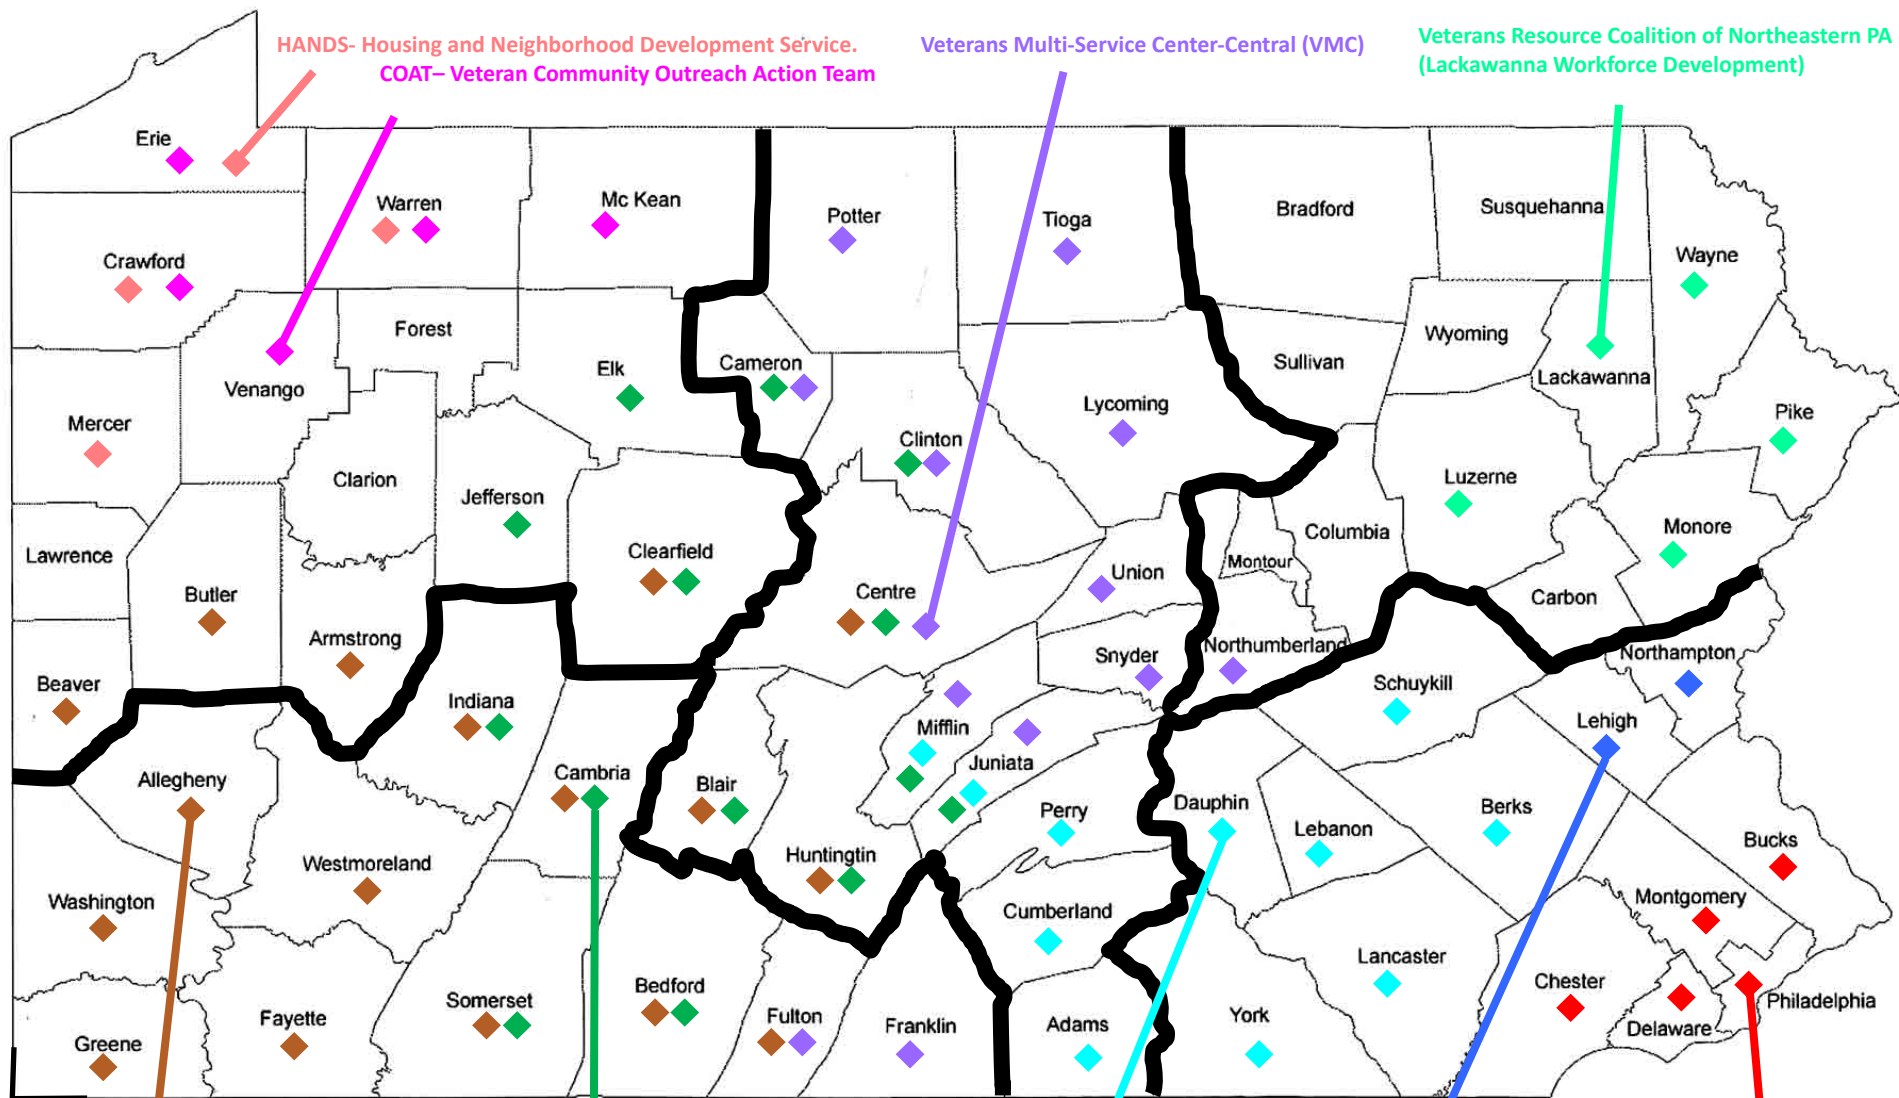 HANDS- Housing and Neighborhood Development Service.
COAT– Veteran Community Outreach Action Team
Veterans Multi-Service Center-Central (VMC)
Veterans Resource Coalition of Northeastern PA
(Lackawanna Workforce Development)
Erie
Warren
Mc Kean
Potter
Tioga
Bradford
Susquehanna
Wayne
Crawford
Forest
Wyoming
Venango
Elk
Cameron
Sullivan
Lackawanna
Mercer
Clarion
Jefferson
Clinton
Lycoming
Pike
Luzerne
Lawrence
Clearfield
Columbia
Monore
Butler
Centre
Union
Montour
Carbon
Armstrong
Snyder
Northumberland
Northampton
Beaver
Indiana
Mifflin
Schuykill
Lehigh
Allegheny
Cambria
Blair
Juniata
Perry
Dauphin
Lebanon
Berks
Bucks
Westmoreland
Huntingtin
Washington
Cumberland
Montgomery
Lancaster
Chester
Philadelphia
Somerset
Bedford
Fayette
Fulton
Franklin
Adams
York
Delaware
Greene